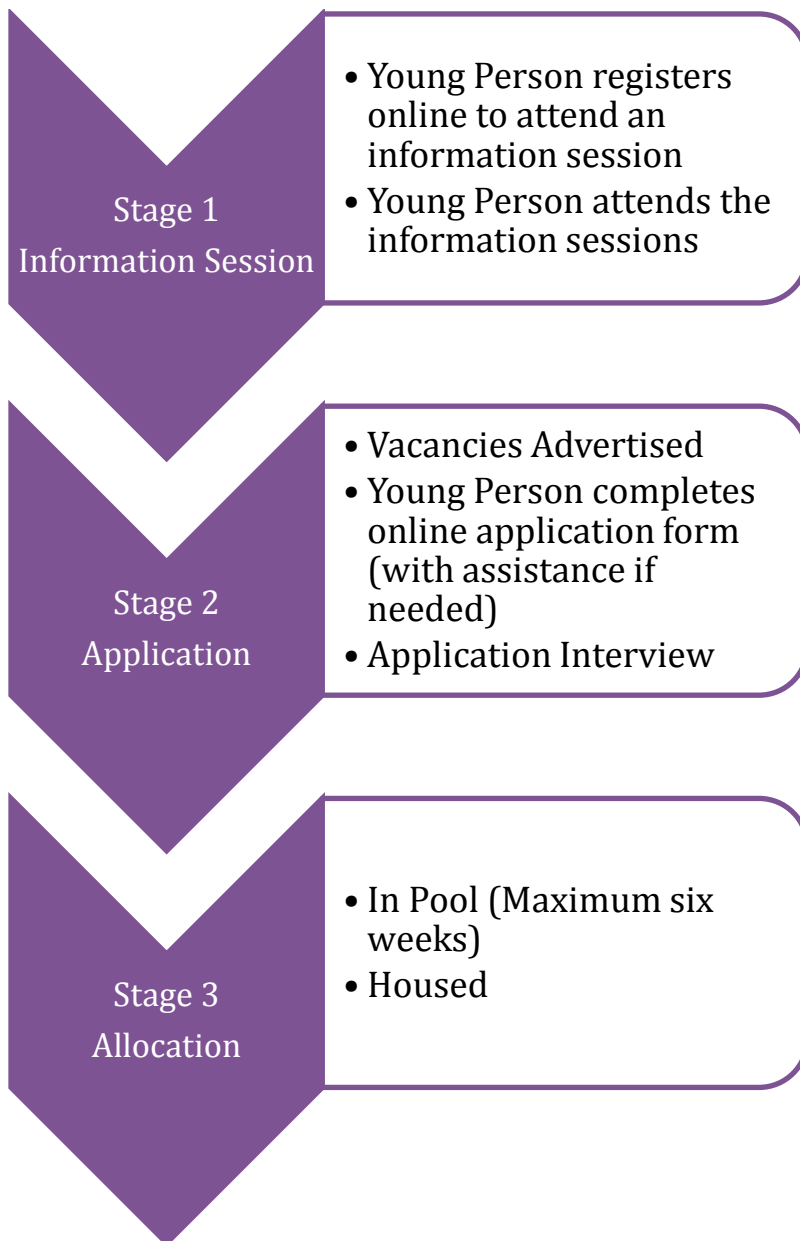 Stage 1
Information Session
• Young Person registers
online to attend an
information session
• Young Person attends the
information sessions
Stage 2
Application
• Vacancies Advertised
• Young Person completes
online application form
(with assistance if
needed)
• Application Interview
Stage 3
Allocation
• In Pool (Maximum six
weeks)
• Housed